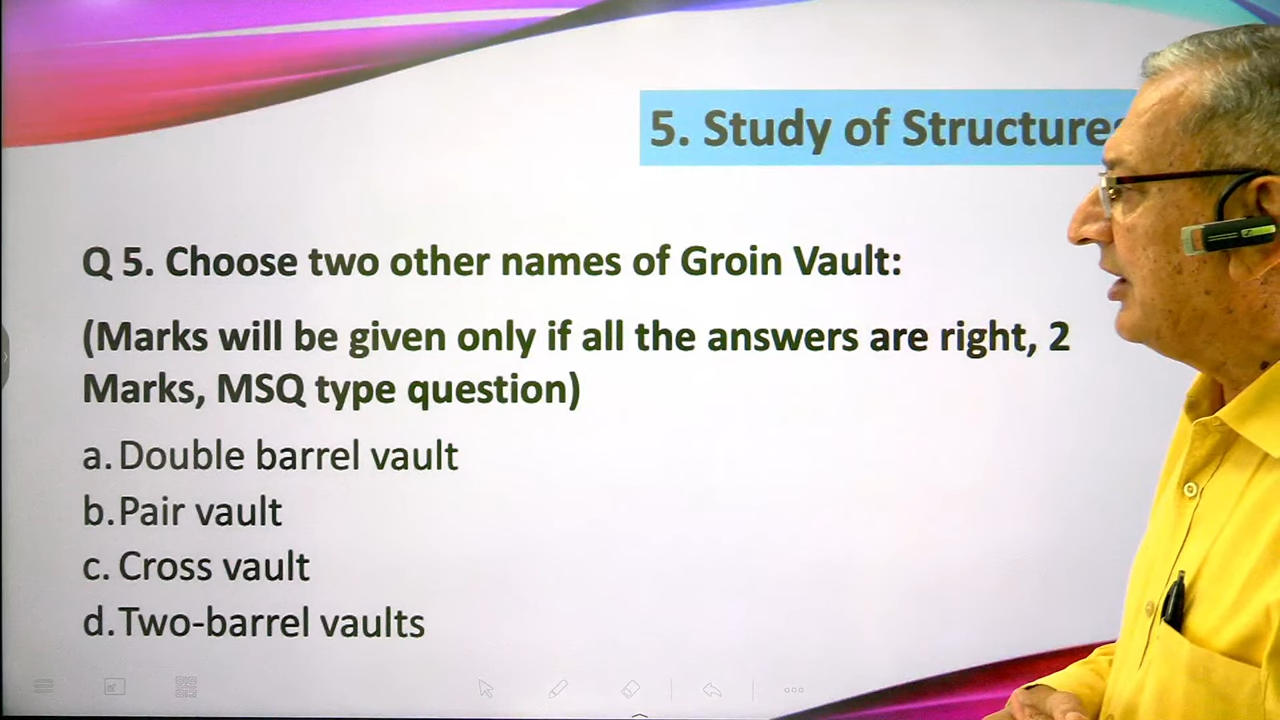 5. Study of Structures
Q 5. Choose two other names of Groin Vault:
(Marks will be given only if all the answers are right, 2
Marks, MSQ type question)
a. Double barrel vault
b. Pair vault
c. Cross vault
d. Two-barrel vaults